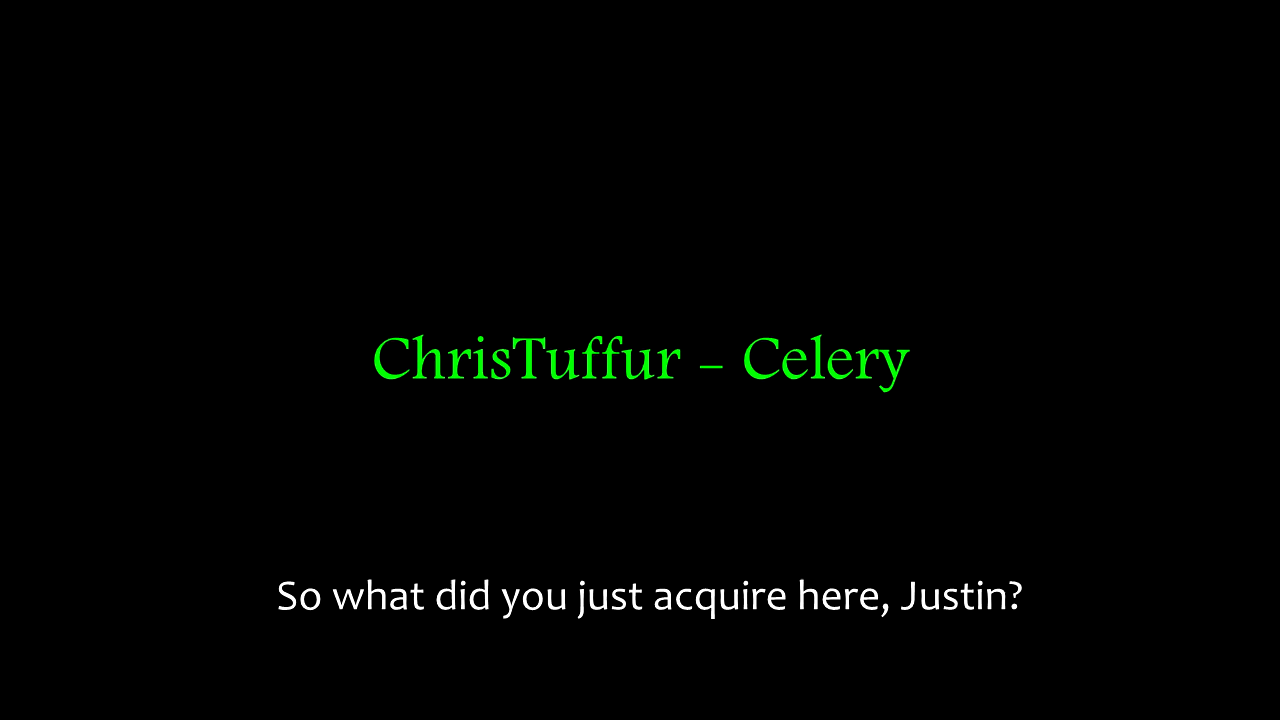 ChrisTuffur – Celery
So what did you just acquire here, Justin?